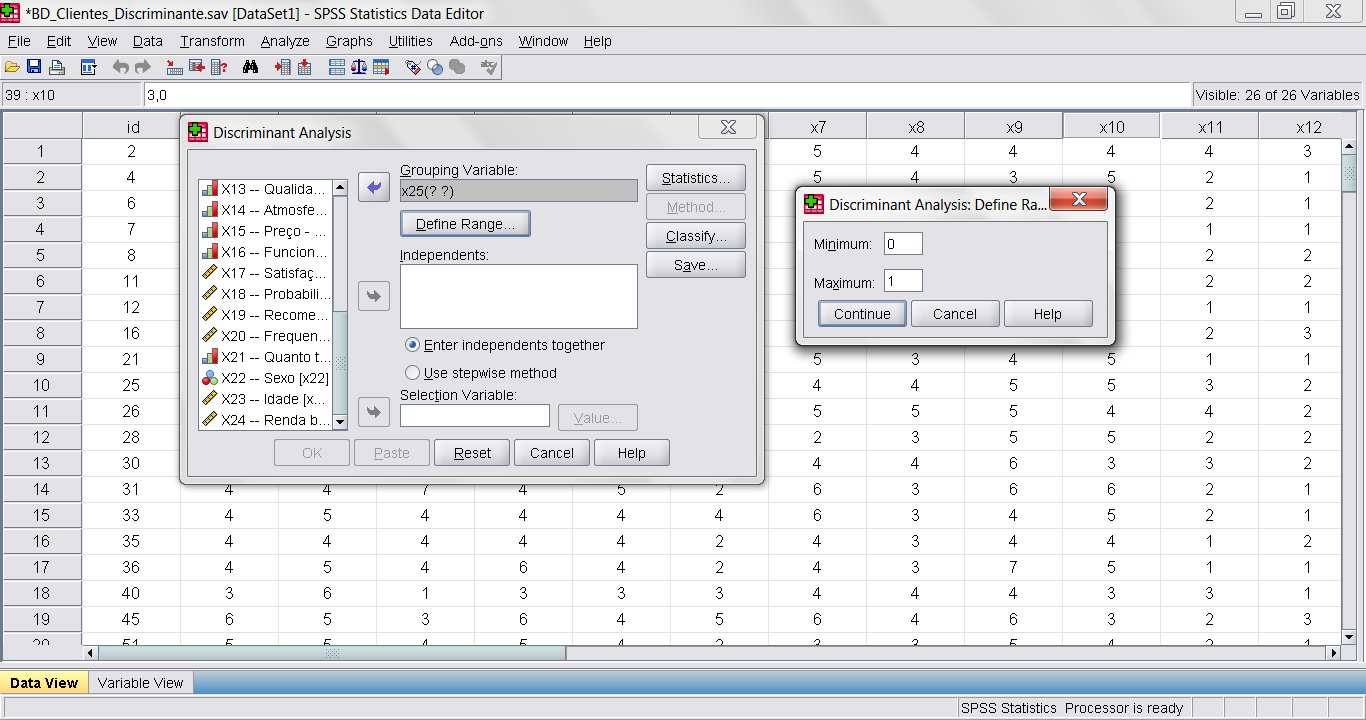 *BD_Clientes_Discriminante.sav [DataSet1] - SPSS Statistics Data Editor
File Edit View Data Transform Analyze Graphs Utilities Add-ons Window Help
39 : x10 3,0 Visible: 26 of 26 Variables
id x7 x8 x9 x10 x11 x12
1 2 5 4 4 4 4 3
2 4 5 4 3 5 2 1
3 6 2 1
4 7 2 2
5 8 2 2
6 11 2 2
7 12 1 1
8 16 2 3
9 21 5 3 4 5 1 1
10 25 4 4 5 5 3 2
11 26 5 5 5 4 4 2
12 28 2 3 5 5 2 2
13 30 4 4 6 3 3 2
14 31 4 4 7 4 5 2 6 3 6 6 2 1
15 33 4 5 4 4 4 4 6 3 4 5 2 1
16 35 4 4 4 4 4 2 4 3 4 4 1 2
17 36 4 5 4 6 4 2 4 3 7 5 1 1
18 40 3 6 1 3 3 3 4 4 4 3 3 1
19 45 6 5 3 6 4 5 6 4 6 3 2 3
20 51 5 5 4 5 4 2 3 3 5 4 2 1
Discriminant Analysis
X13 -- Qualida...
X14 -- Atmosfe...
X15 -- Preço - ...
X16 -- Funcion...
X17 -- Satisfaç...
X18 -- Probabili...
X19 -- Recome...
X20 -- Frequen...
X21 -- Quanto t...
X22 -- Sexo [x22]
X23 -- Idade [x...
X24 -- Renda b...
Grouping Variable:
x25(? ?)
Define Range...
Independents:
Enter independents together
Use stepwise method
Selection Variable:
Value...
Statistics...
Method...
Classify...
Save...
OK Paste Reset Cancel Help
Discriminant Analysis: Define Ra...
Minimum: 0
Maximum: 1
Continue Cancel Help
Data View Variable View
SPSS Statistics Processor is ready